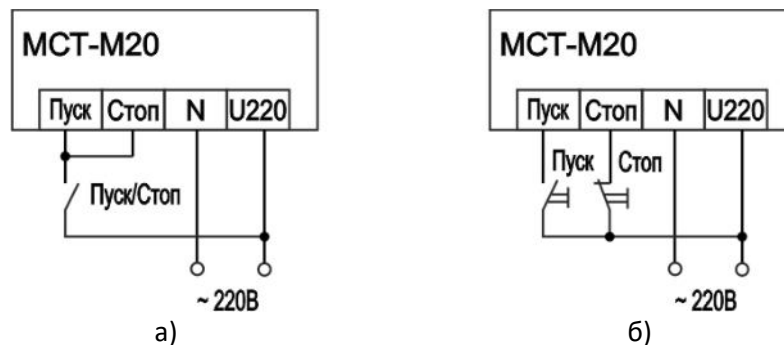 МСТ-М20
Пуск Стоп N U220
Пуск/Стоп
~ 220В
а)
МСТ-М20
Пуск Стоп N U220
Пуск Стоп
~ 220В
б)